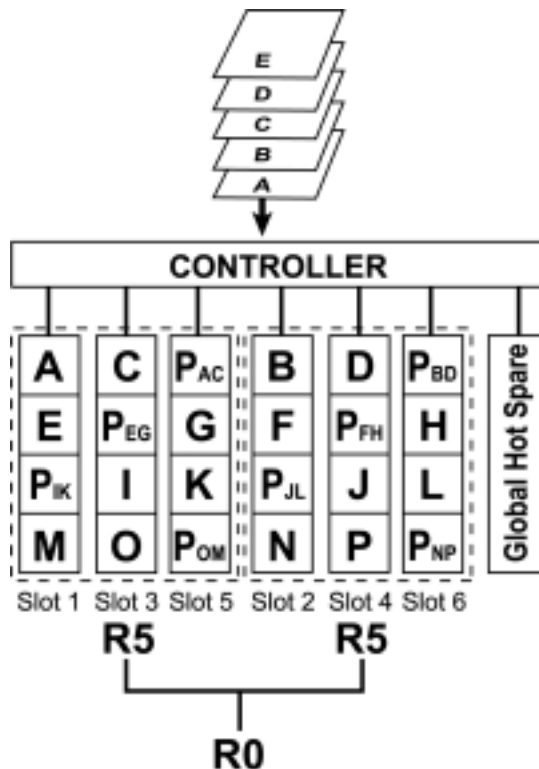 E
D
C
B
A
CONTROLLER
A C PAC B D PBD
E PEG G F PFH H
PIK I K PJL J L
M O POM N P PNP
Global Hot Spare
Slot 1 Slot 3 Slot 5 Slot 2 Slot 4 Slot 6
R5 R5
R0